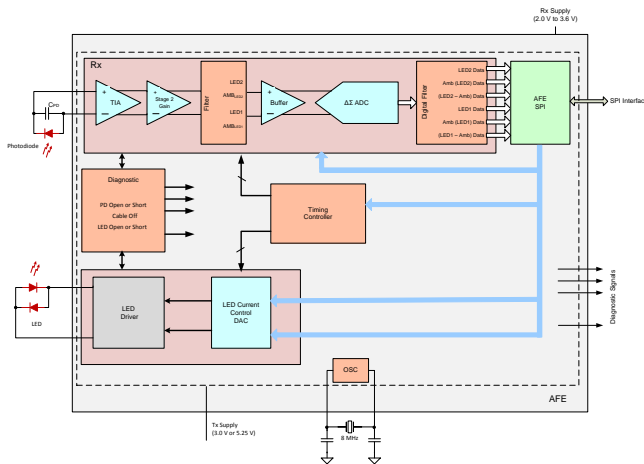 Rx Supply
(2.0 V to 3.6 V)
Rx
CPD
Photodiode
TIA
Stage 2
Gain
Filter
LED2
AMBLED2
LED1
AMBLED1
Buffer
ΔΣ ADC
Digital Filter
LED2 Data
Amb (LED2) Data
(LED2 – Amb) Data
LED1 Data
Amb (LED1) Data
(LED1 – Amb) Data
AFE
SPI
SPI Interfac
Diagnostic
PD Open or Short
Cable Off
LED Open or Short
Timing
Controller
LED
LED
Driver
LED Current
Control
DAC
Diagnostic Signals
OSC
AFE
Tx Supply
(3.0 V or 5.25 V)
8 MHz